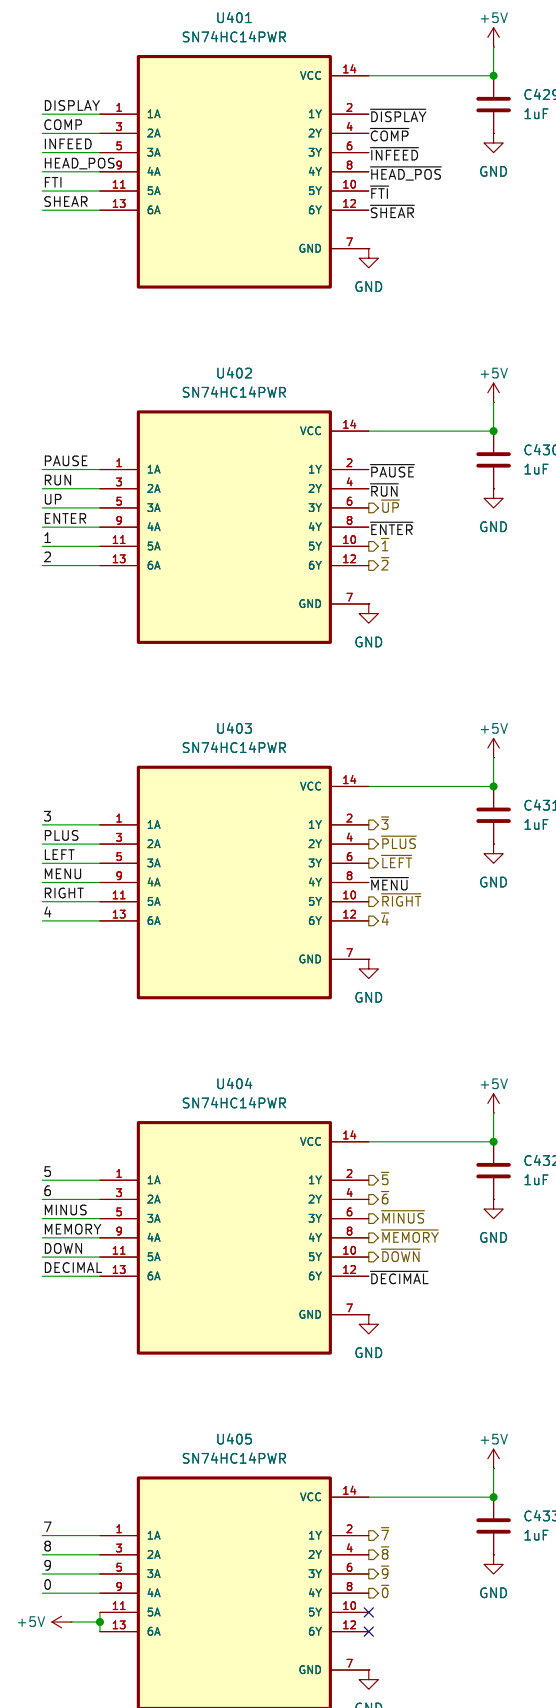 U401
SN74HC14PWR
+5V
VCC 14
C429
1uF
GND
DISPLAY 1 1A 1Y 2 DISPLAY
COMP 3 2A 2Y 4 COMP
INFEED 5 3A 3Y 6 INFEED
HEAD_POS 9 4A 4Y 8 HEAD_POS
FTI 11 5A 5Y 10 FTI
SHEAR 13 6A 6Y 12 SHEAR
GND 7
GND
U402
SN74HC14PWR
+5V
VCC 14
C430
1uF
GND
PAUSE 1 1A 1Y 2 PAUSE
RUN 3 2A 2Y 4 RUN
UP 5 3A 3Y 6 UP
ENTER 9 4A 4Y 8 ENTER
1 11 5A 5Y 10 1
2 13 6A 6Y 12 2
GND 7
GND
U403
SN74HC14PWR
+5V
VCC 14
C431
1uF
GND
3 1 1A 1Y 2 3
PLUS 3 2A 2Y 4 PLUS
LEFT 5 3A 3Y 6 LEFT
MENU 9 4A 4Y 8 MENU
RIGHT 11 5A 5Y 10 RIGHT
4 13 6A 6Y 12 4
GND 7
GND
U404
SN74HC14PWR
+5V
VCC 14
C432
1uF
GND
5 1 1A 1Y 2 5
6 3 2A 2Y 4 6
MINUS 5 3A 3Y 6 MINUS
MEMORY 9 4A 4Y 8 MEMORY
DOWN 11 5A 5Y 10 DOWN
DECIMAL 13 6A 6Y 12 DECIMAL
GND 7
GND
U405
SN74HC14PWR
+5V
VCC 14
C433
1uF
GND
7 1 1A 1Y 2 7
8 3 2A 2Y 4 8
9 5 3A 3Y 6 9
0 9 4A 4Y 8 0
11 5A 5Y 10
+5V
13 6A 6Y 12
GND 7
GND